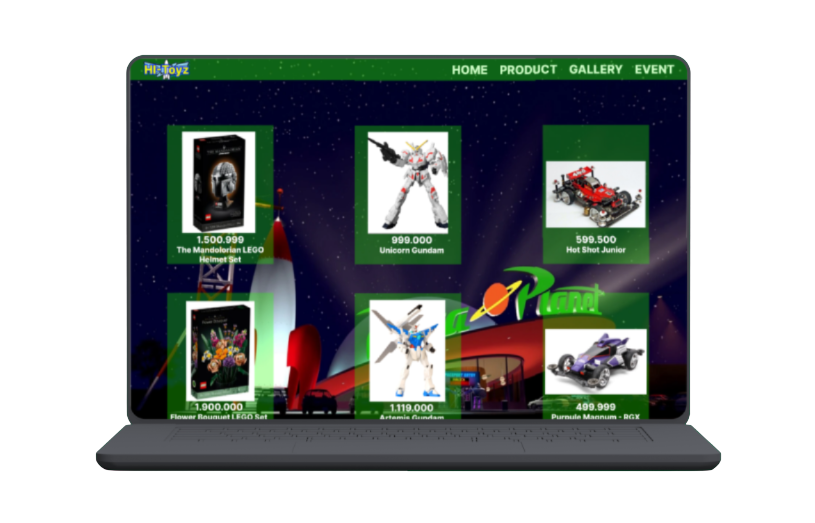 Hi-Toyz
HOME PRODUCT GALLERY EVENT
1.500.999
The Mandolorian LEGO
Helmet Set
999.000
Unicorn Gundam
599.500
Hot Shot Junior
a Planet
1.900.000
Flower Bouquet LEGO Set
1.119.000
Artemis Gundam
499.999
Purpule Magnum - RGX